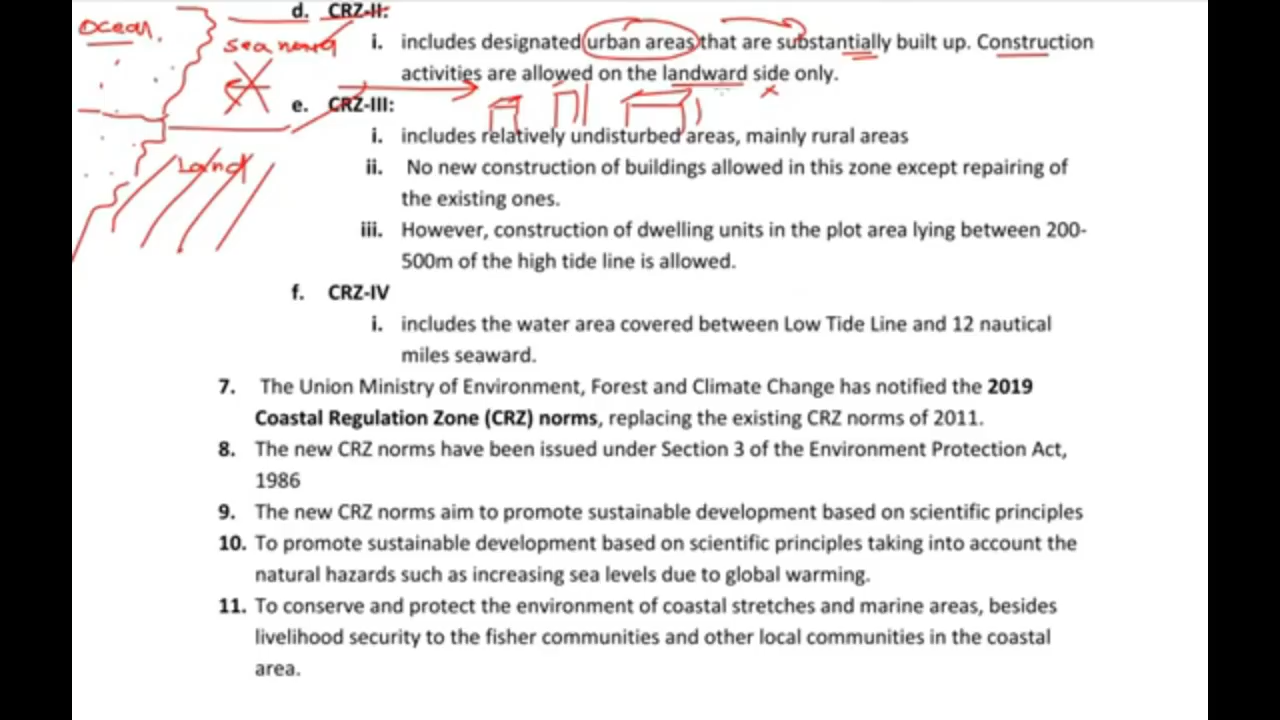 d. CRZ-II:
ocean.
seaward
i. includes designated urban areas that are substantially built up. Construction
activities are allowed on the landward side only.
e. CRZ-III:
i. includes relatively undisturbed areas, mainly rural areas
Land
ii. No new construction of buildings allowed in this zone except repairing of
the existing ones.
iii. However, construction of dwelling units in the plot area lying between 200-
500m of the high tide line is allowed.
f. CRZ-IV
i. includes the water area covered between Low Tide Line and 12 nautical
miles seaward.
7. The Union Ministry of Environment, Forest and Climate Change has notified the 2019
Coastal Regulation Zone (CRZ) norms, replacing the existing CRZ norms of 2011.
8. The new CRZ norms have been issued under Section 3 of the Environment Protection Act,
1986
9. The new CRZ norms aim to promote sustainable development based on scientific principles
10. To promote sustainable development based on scientific principles taking into account the
natural hazards such as increasing sea levels due to global warming.
11. To conserve and protect the environment of coastal stretches and marine areas, besides
livelihood security to the fisher communities and other local communities in the coastal
area.